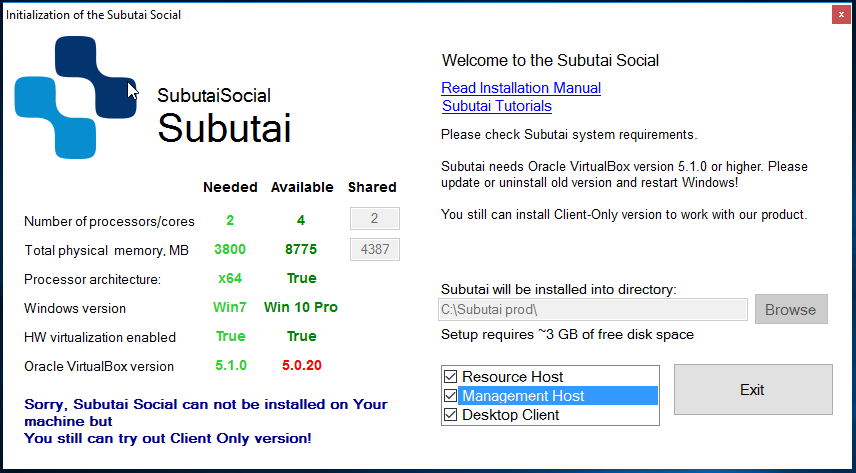 Initialization of the Subutai Social
x
SubutaiSocial
Subutai
Needed Available Shared
Number of processors/cores 2 4 2
Total physical memory, MB 3800 8775 4387
Processor architecture: x64 True
Windows version Win7 Win 10 Pro
HW virtualization enabled True True
Oracle VirtualBox version 5.1.0 5.0.20
Sorry, Subutai Social can not be installed on Your
machine but
You still can try out Client Only version!
Welcome to the Subutai Social
Read Installation Manual
Subutai Tutorials
Please check Subutai system requirements.
Subutai needs Oracle VirtualBox version 5.1.0 or higher. Please
update or uninstall old version and restart Windows!
You still can install Client-Only version to work with our product.
Subutai will be installed into directory:
C:\Subutai prod\ Browse
Setup requires ~3 GB of free disk space
Resource Host
Management Host
Desktop Client
Exit